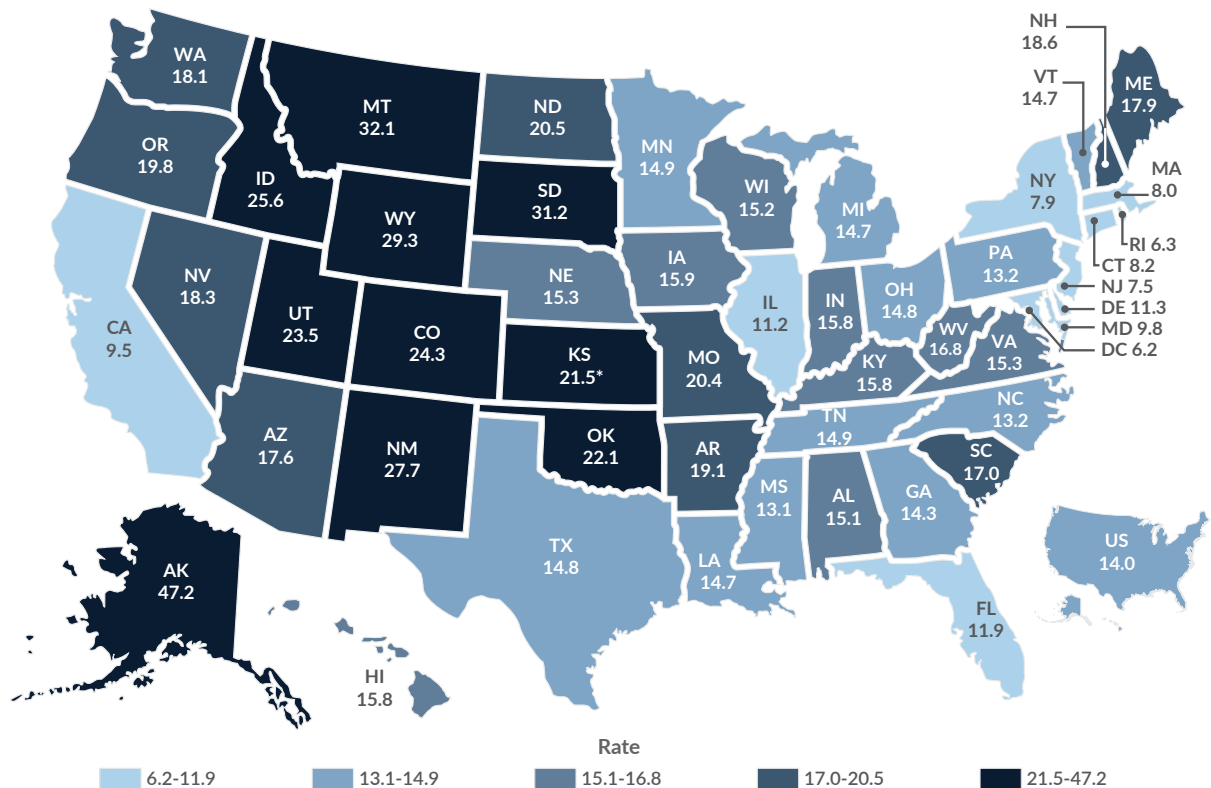 NH
18.6
WA
18.1
VT
14.7
ME
17.9
MT
32.1
ND
20.5
OR
19.8
MN
14.9
ID
25.6
MA
8.0
NY
7.9
WI
15.2
SD
31.2
MI
14.7
WY
29.3
RI 6.3
PA
13.2
CT 8.2
IA
15.9
NV
18.3
NE
15.3
NJ 7.5
OH
14.8
IL
11.2
IN
15.8
DE 11.3
UT
23.5
CA
9.5
MD 9.8
WV
16.8
CO
24.3
VA
15.3
DC 6.2
KS
21.5*
MO
20.4
KY
15.8
NC
13.2
TN
14.9
AZ
17.6
OK
22.1
NM
27.7
AR
19.1
SC
17.0
MS
13.1
AL
15.1
GA
14.3
US
14.0
TX
14.8
LA
14.7
AK
47.2
FL
11.9
HI
15.8
Rate
6.2-11.9
13.1-14.9
15.1-16.8
17.0-20.5
21.5-47.2